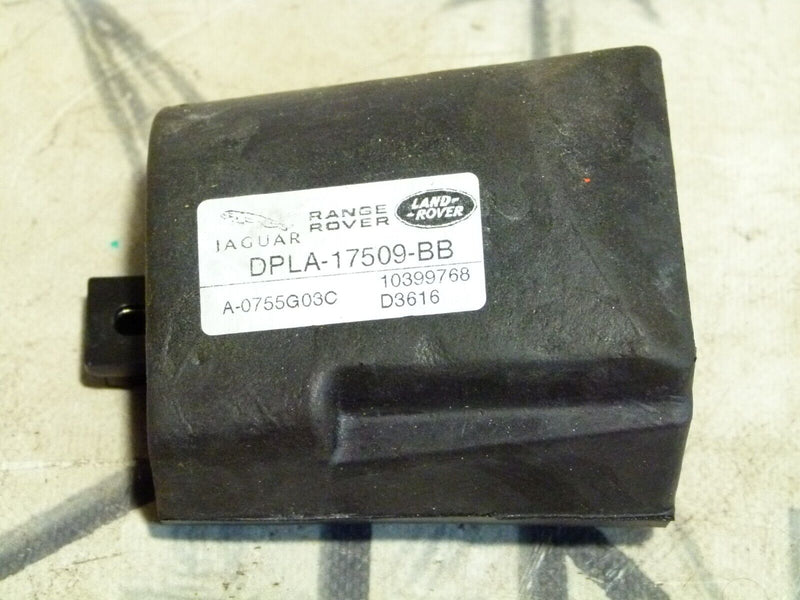 JAGUAR
RANGE
ROVER
LAND-
-ROVER
DPLA-17509-BB
10399768
A-0755G03C D3616